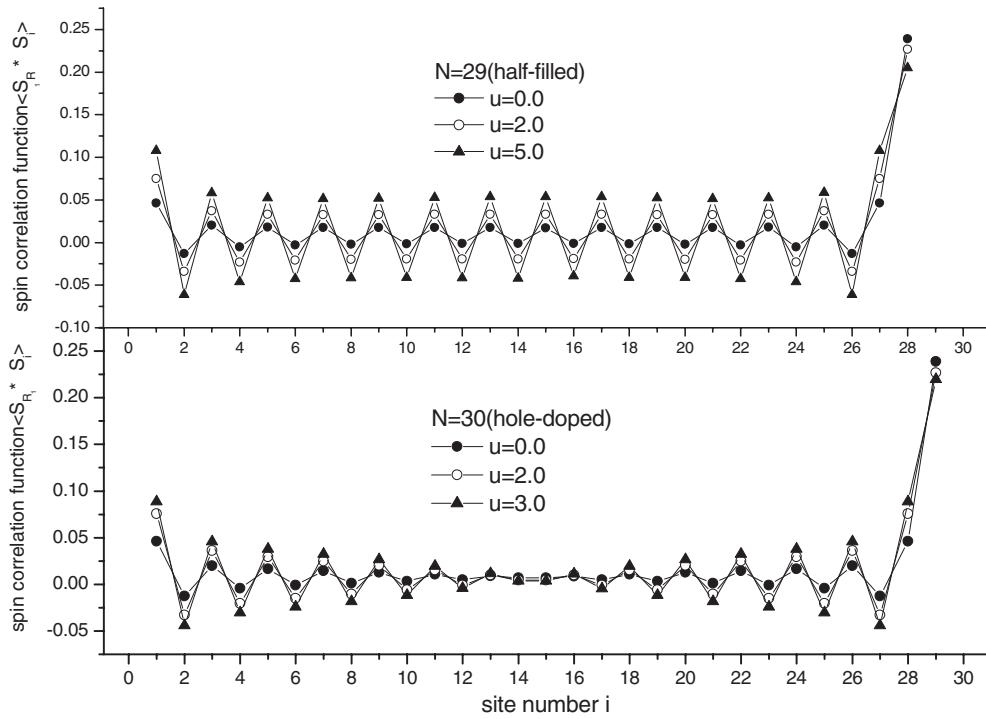 spin correlation function<S_R_1 * S_i>
0.25
0.20
0.15
0.10
0.05
0.00
-0.05
-0.10
N=29(half-filled)
u=0.0
u=2.0
u=5.0
0 2 4 6 8 10 12 14 16 18 20 22 24 26 28 30
spin correlation function<S_R_1 * S_i>
0.25
0.20
0.15
0.10
0.05
0.00
-0.05
N=30(hole-doped)
u=0.0
u=2.0
u=3.0
0 2 4 6 8 10 12 14 16 18 20 22 24 26 28 30
site number i